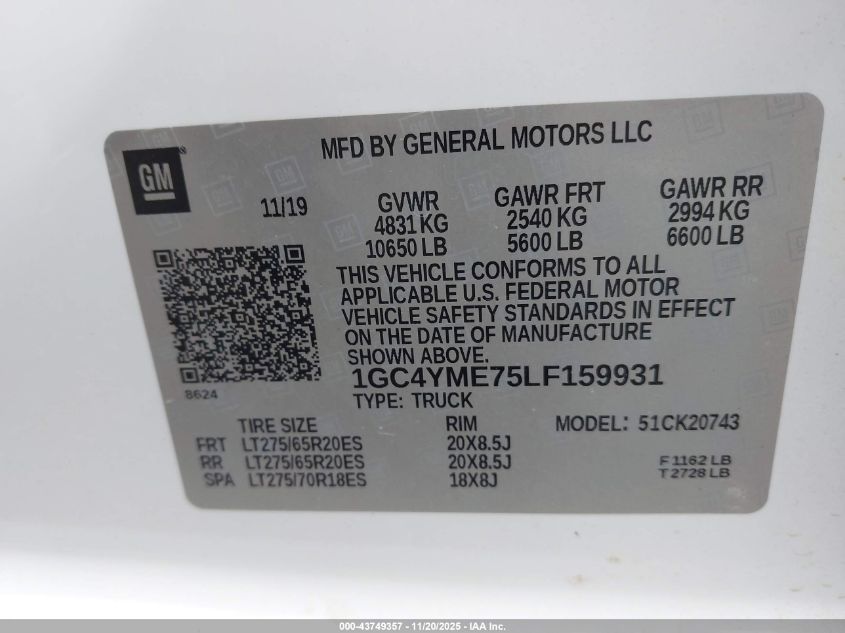 MFD BY GENERAL MOTORS LLC
GM®
11/19
GVWR
4831 KG
10650 LB
GAWR FRT
2540 KG
5600 LB
GAWR RR
2994 KG
6600 LB
THIS VEHICLE CONFORMS TO ALL
APPLICABLE U.S. FEDERAL MOTOR
VEHICLE SAFETY STANDARDS IN EFFECT
ON THE DATE OF MANUFACTURE
SHOWN ABOVE.
8624
1GC4YME75LF159931
TYPE: TRUCK
TIRE SIZE RIM MODEL: 51CK20743
FRT LT275/65R20ES 20X8.5J
RR LT275/65R20ES 20X8.5J F1162 LB
SPA LT275/70R18ES 18X8J T2728 LB
000-43749357 - 11/20/2025 - IAA Inc.